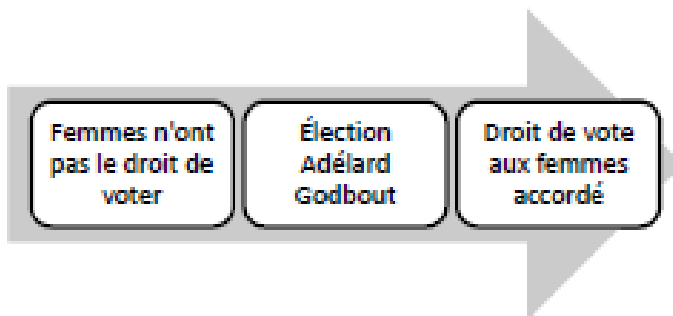 Femmes n'ont
pas le droit de
voter
Élection
Adélard
Godbout
Droit de vote
aux femmes
accordé